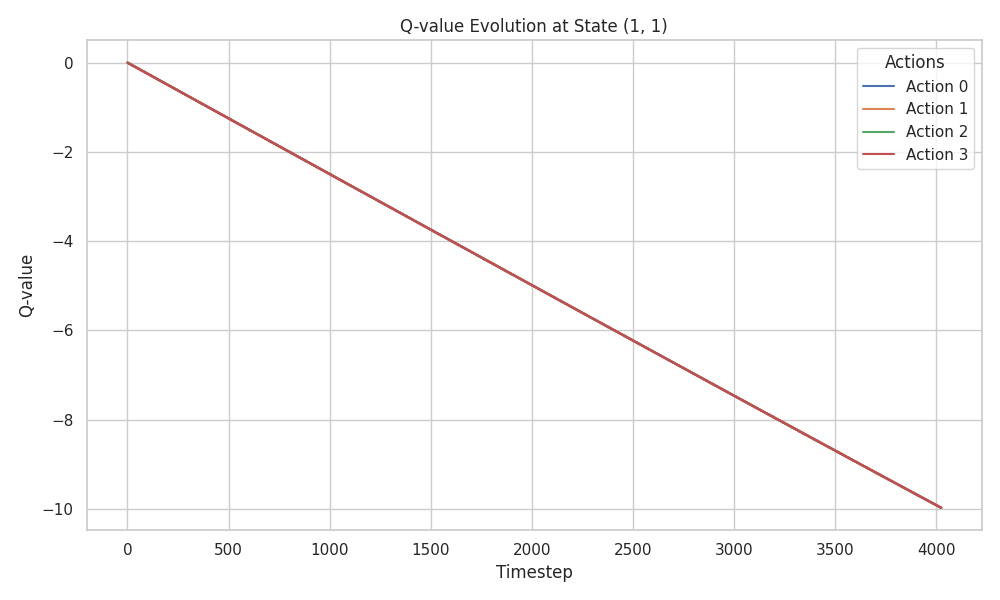 Q-value Evolution at State (1, 1)
Actions
Action 0
Action 1
Action 2
Action 3
Q-value
0
−2
−4
−6
−8
−10
0 500 1000 1500 2000 2500 3000 3500 4000
Timestep